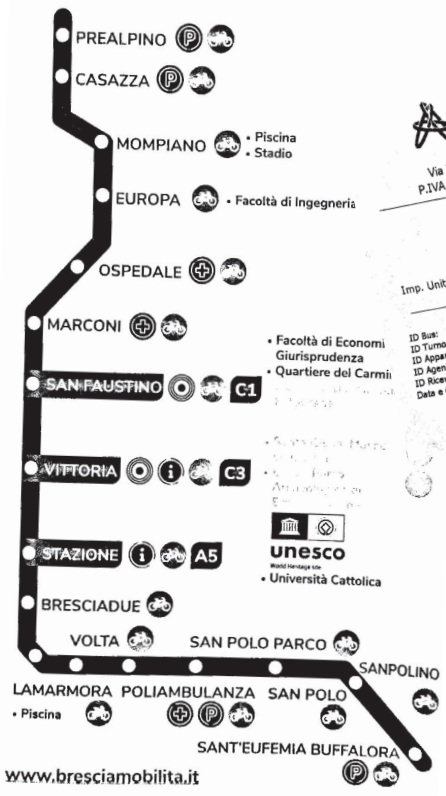 PREALPINO P
CASAZZA P
MOMPIANO • Piscina
• Stadio
Via
P.IVA
EUROPA • Facoltà di Ingegneria
OSPEDALE
Imp. Unit
MARCONI
ID Bus:
ID Turno
ID Appa
ID Agen
ID Rice
Data e
• Facoltà di Economi
Giurisprudenza
• Quartiere del Carmi
SAN FAUSTINO C1
VITTORIA i C3
unesco
World Heritage site
STAZIONE i A5
• Università Cattolica
BRESCIADUE
VOLTA SAN POLO PARCO
SANPOLINO
LAMARMORA POLIAMBULANZA SAN POLO
• Piscina P
SANT'EUFEMIA BUFFALORA
P
www.bresciamobilita.it